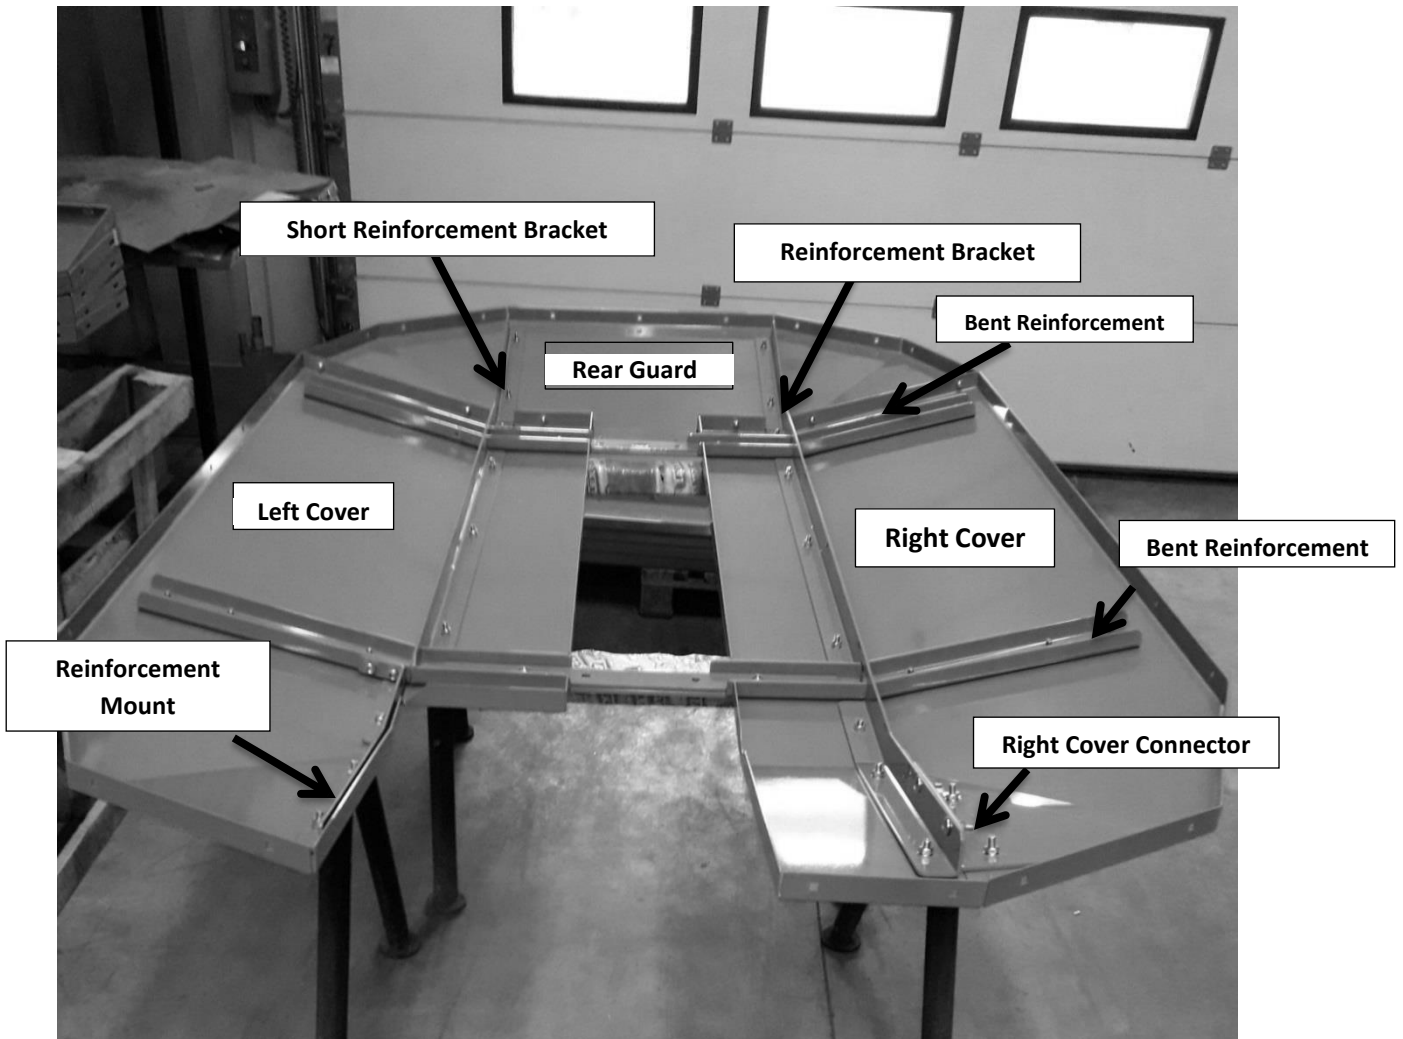 Short Reinforcement Bracket
Reinforcement Bracket
Bent Reinforcement
Rear Guard
Left Cover
Right Cover
Bent Reinforcement
Reinforcement
Mount
Right Cover Connector